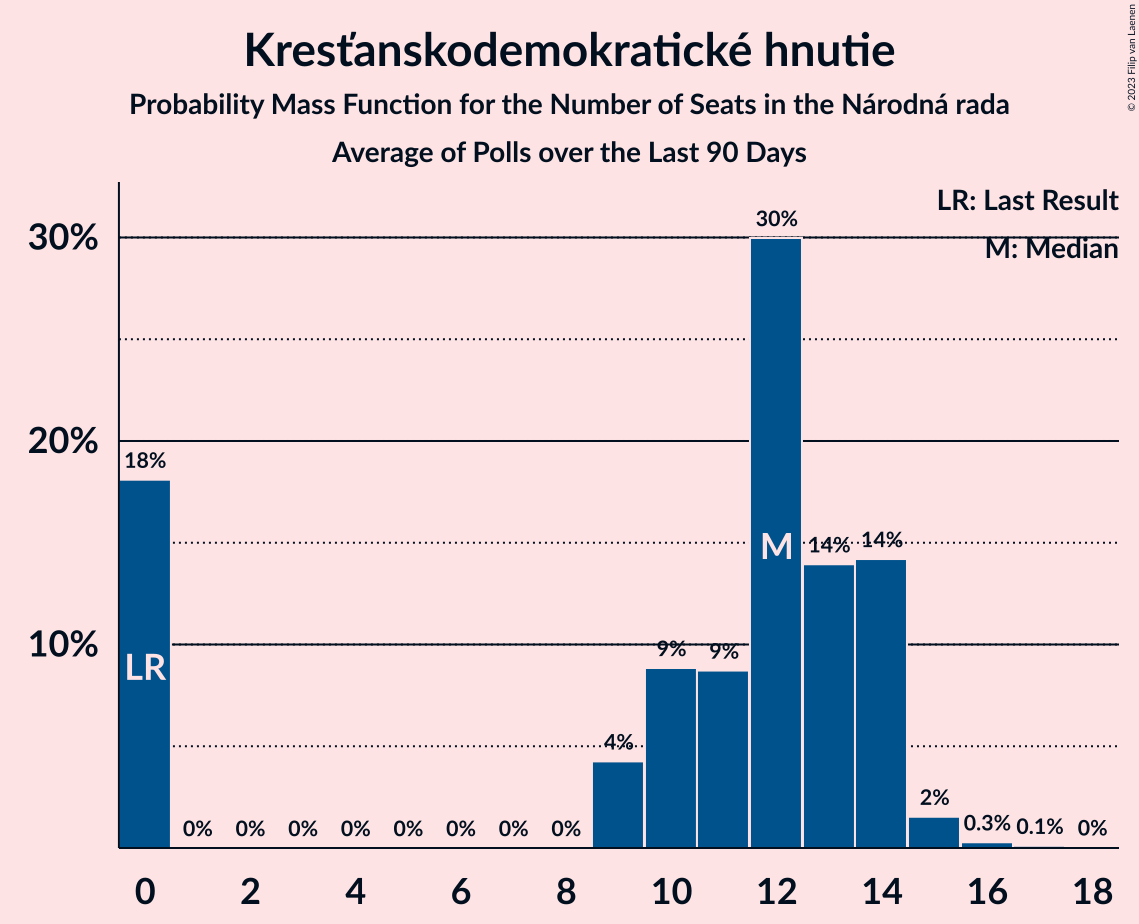 Kresťanskodemokratické hnutie
Probability Mass Function for the Number of Seats in the Národná rada
Average of Polls over the Last 90 Days
© 2023 Filip van Laenen
LR: Last Result
M: Median
30%
20%
10%
18%
0%
0%
0%
0%
0%
0%
0%
0%
4%
9%
9%
30%
14%
14%
2%
0.3%
0.1%
0%
LR
M
0 2 4 6 8 10 12 14 16 18